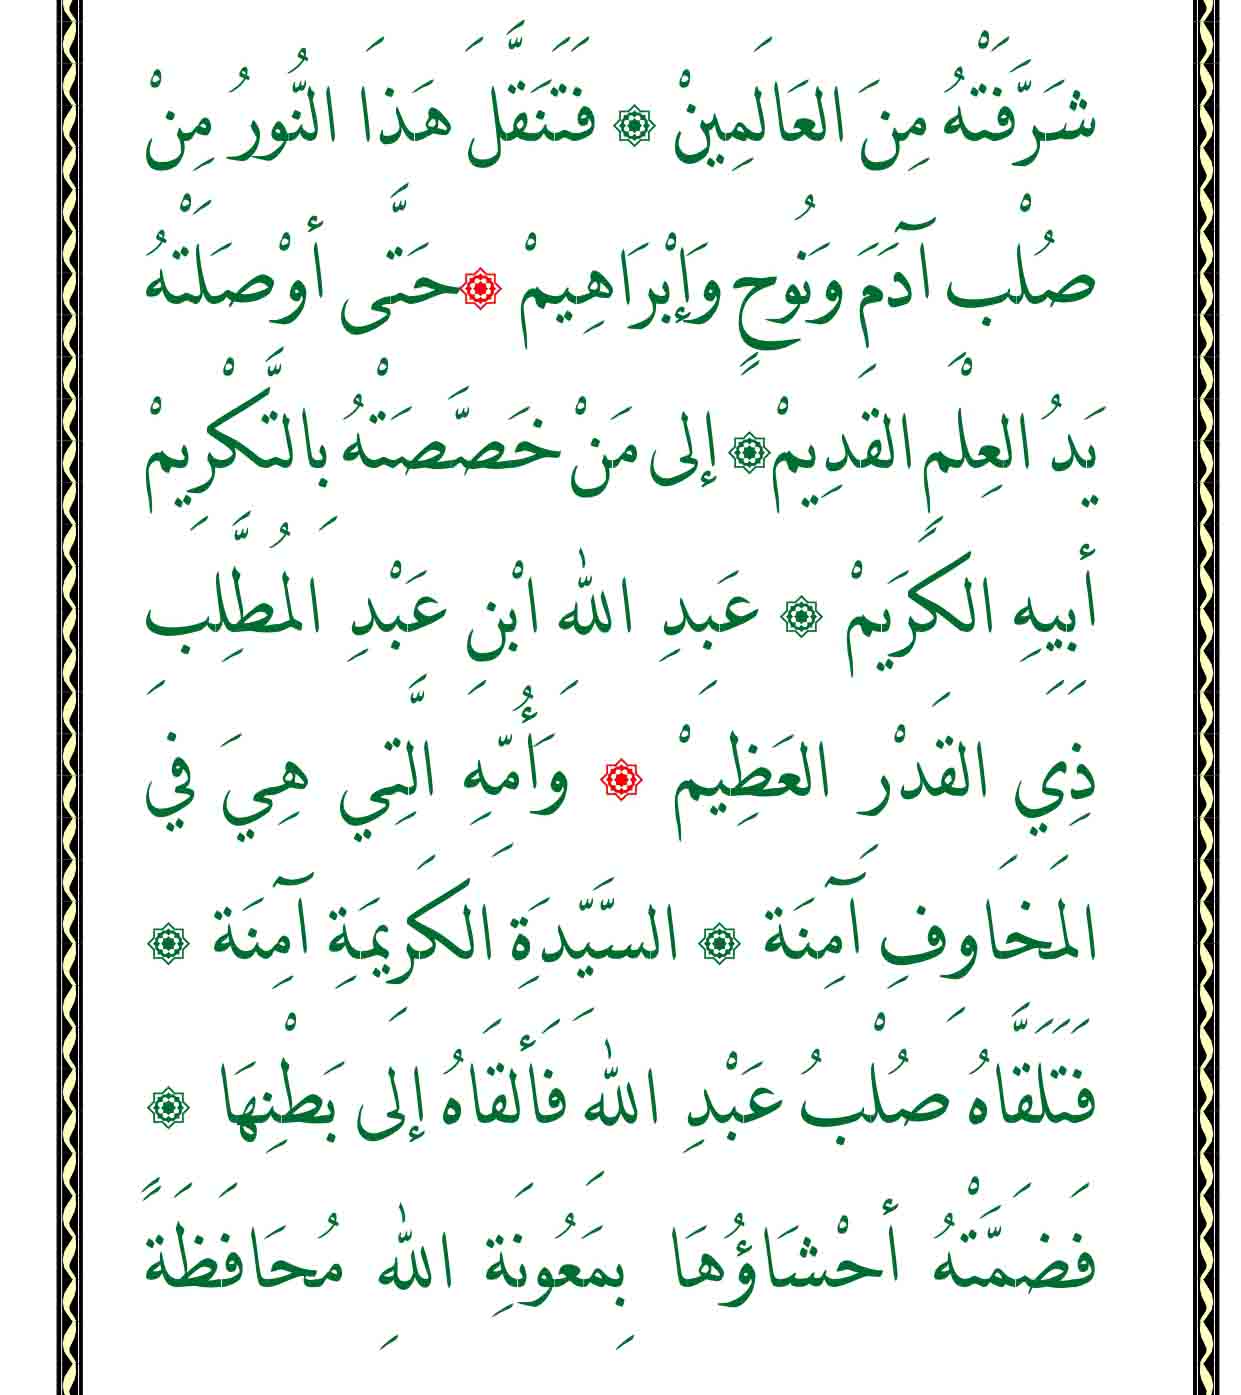 شَرَّفَتْهُ مِنَ العَالَمِينْ ۞ فَتَنَقَّلَ هَذَا النُّورُ مِنْ
صُلْبِ آدَمَ وَنُوحٍ وَإِبْرَاهِيمْ ۞ حَتَّى أَوْصَلَتْهُ
يَدُ العِلْمِ القَدِيمْ ۞ إِلى مَنْ خَصَّصَتْهُ بِالتَّكْرِيمْ
أَبِيهِ الكَرِيمْ ۞ عَبدِ اللهِ ابْنِ عَبْدِ المُطَّلِب
ذِي القَدْرِ العَظِيمْ ۞ وَأُمِّهِ الَّتِي هِيَ فِي
المَخَاوِفِ آمِنَة ۞ السَّيِّدَةِ الكَرِيمَةِ آمِنَة ۞
فَتَلَقَّاهُ صُلْبُ عَبْدِ اللهِ فَأَلقَاهُ إِلَى بَطْنِهَا ۞
فَضَمَّتْهُ أَحْشَاؤُهَا بِمَعُونَةِ اللهِ مُحَافَظَةً